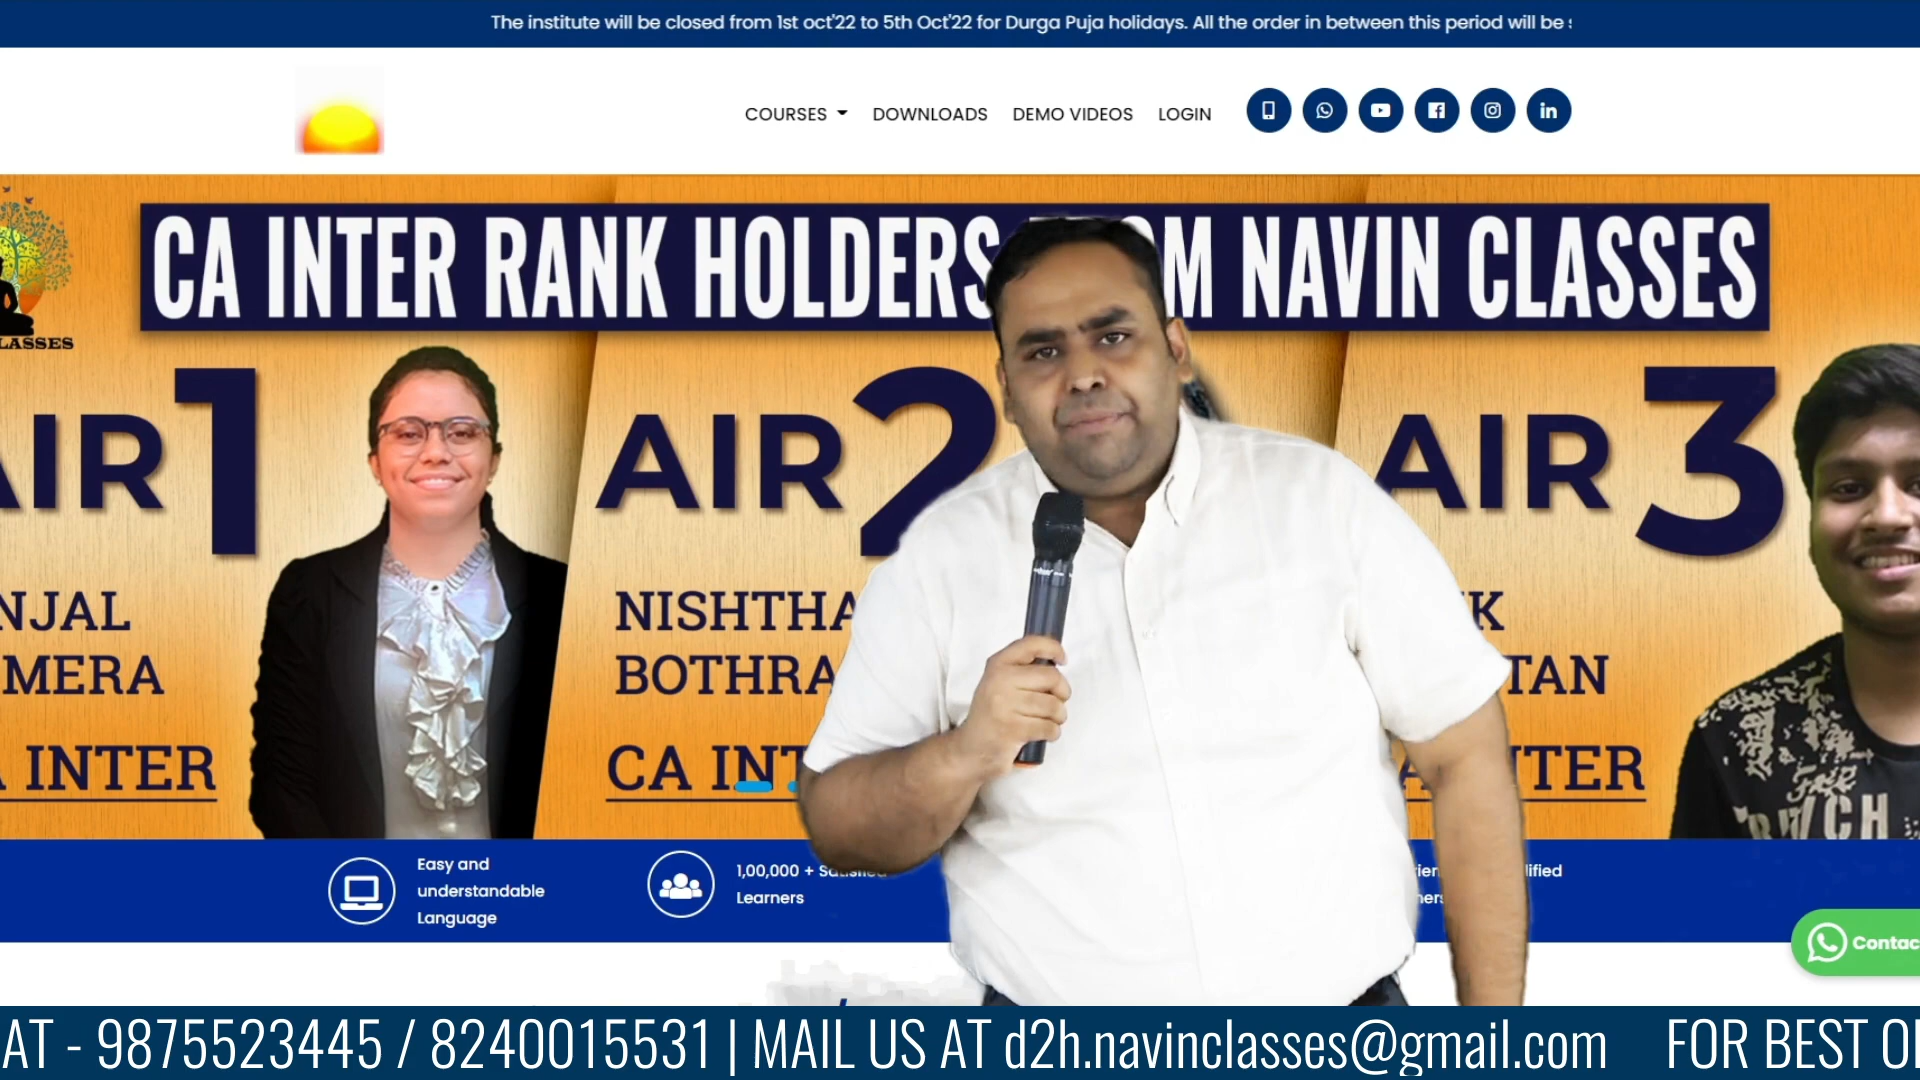 The institute will be closed from 1st oct'22 to 5th Oct'22 for Durga Puja holidays. All the order in between this period will be
COURSES DOWNLOADS DEMO VIDEOS LOGIN
CA INTER RANK HOLDERS NAVIN CLASSES
LASSES
AIR 1
NJAL
MERA
INTER
AIR 2
NISHTHA
BOTHRA
CA INT
AIR 3
K
TAN
TER
Easy and
understandable
Language
1,00,000 + Satisfied
Learners
lified
Contac
AT - 9875523445 / 8240015531 | MAIL US AT d2h.navinclasses@gmail.com FOR BEST O